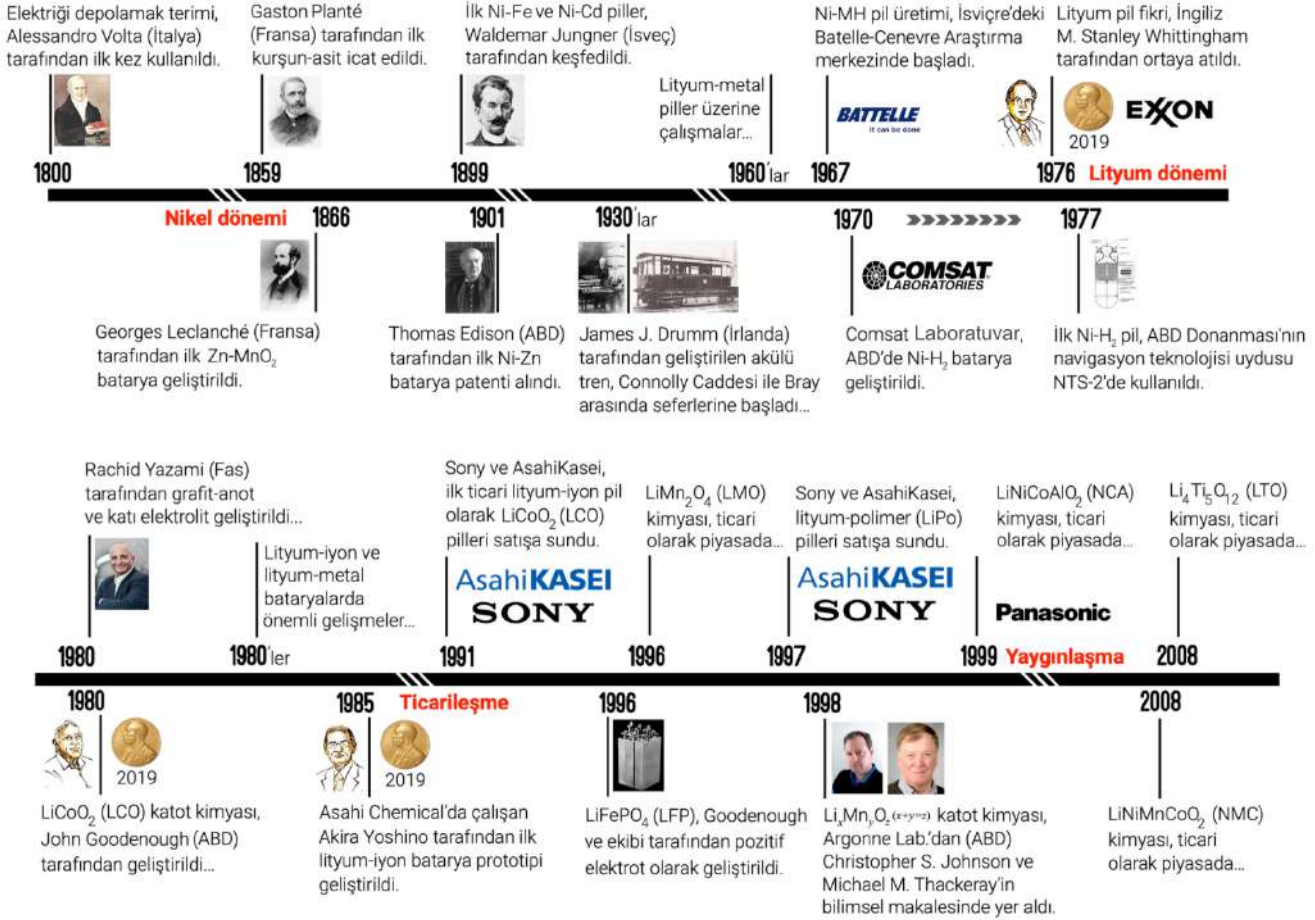 Elektriği depolamak terimi,
Alessandro Volta (İtalya)
tarafından ilk kez kullanıldı.
1800
Gaston Planté
(Fransa) tarafından ilk
kurşun-asit icat edildi.
1859
İlk Ni-Fe ve Ni-Cd piller,
Waldemar Jungner (İsveç)
tarafından keşfedildi.
1899
Lityum-metal
piller üzerine
çalışmalar...
1960'lar
Ni-MH pil üretimi, İsviçre'deki
Batelle-Cenevre Araştırma
merkezinde başladı.
BATTELLE
It can be done
1967
Lityum pil fikri, İngiliz
M. Stanley Whittingham
tarafından ortaya atıldı.
2019
EXXON
1976
Lityum dönemi
Nikel dönemi
1866
Georges Leclanché (Fransa)
tarafından ilk Zn-MnO₂
batarya geliştirildi.
1901
Thomas Edison (ABD)
tarafından ilk Ni-Zn
batarya patenti alındı.
1930'lar
James J. Drumm (İrlanda)
tarafından geliştirilen akülü
tren, Connolly Caddesi ile Bray
arasında seferlerine başladı...
1970
COMSAT
LABORATORIES
Comsat Laboratuvar,
ABD'de Ni-H₂ batarya
geliştirildi.
1977
İlk Ni-H₂ pil, ABD Donanması'nın
navigasyon teknolojisi uydusu
NTS-2'de kullanıldı.
Rachid Yazami (Fas)
tarafından grafit-anot
ve katı elektrolit geliştirildi...
1980
Lityum-iyon ve
lityum-metal
bataryalarda
önemli gelişmeler...
1980'ler
Sony ve AsahiKasei,
ilk ticari lityum-iyon pil
olarak LiCoO₂ (LCO)
pilleri satışa sundu.
AsahiKASEI
SONY
1991
LiMn₂O₄ (LMO)
kimyası, ticari
olarak piyasada...
1996
Sony ve AsahiKasei,
lityum-polimer (LiPo)
pilleri satışa sundu.
AsahiKASEI
SONY
1997
LiNiCoAlO₂ (NCA)
kimyası, ticari
olarak piyasada...
Panasonic
1999
Yaygınlaşma
Li₄Ti₅O₁₂ (LTO)
kimyası, ticari
olarak piyasada...
2008
1980
2019
LiCoO₂ (LCO) katot kimyası,
John Goodenough (ABD)
tarafından geliştirildi...
1985
Ticarileşme
2019
Asahi Chemical'da çalışan
Akira Yoshino tarafından ilk
lityum-iyon batarya prototipi
geliştirildi.
1996
LiFePO₄ (LFP), Goodenough
ve ekibi tarafından pozitif
elektrot olarak geliştirildi.
1998
LiₓMnᵧO_z (x+y=z) katot kimyası,
Argonne Lab.'dan (ABD)
Christopher S. Johnson ve
Michael M. Thackeray'in
bilimsel makalesinde yer aldı.
2008
LiNiMnCoO₂ (NMC)
kimyası, ticari
olarak piyasada...